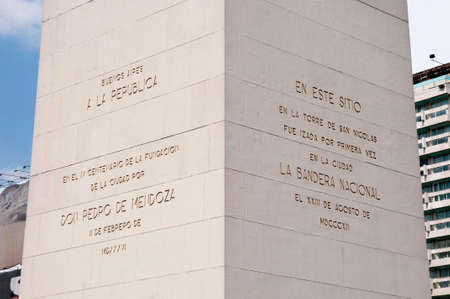 BUENOS AIRES
A LA REPUBLICA
EN EL IV CENTENARIO DE LA FUNDACION
DE LA CIUDAD POR
DON PEDRO DE MENDOZA
II DE FEBRERO DE
EN ESTE SITIO
EN LA TORRE DE SAN NICOLAS
FUE IZADA POR PRIMERA VEZ
EN LA CIUDAD
LA BANDERA NACIONAL
EL XXIII DE AGOSTO DE
MDCCCXII